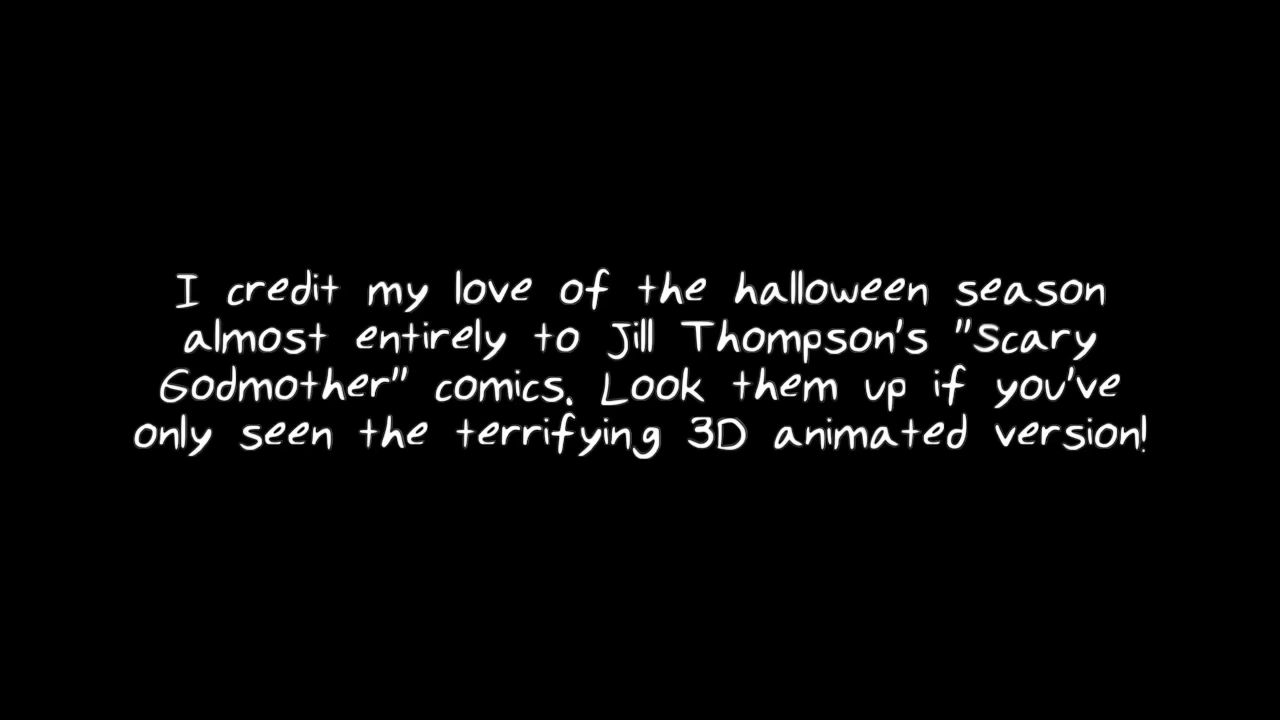 I credit my love of the halloween season
almost entirely to Jill Thompson's "Scary
Godmother" comics. Look them up if you've
only seen the terrifying 3D animated version!